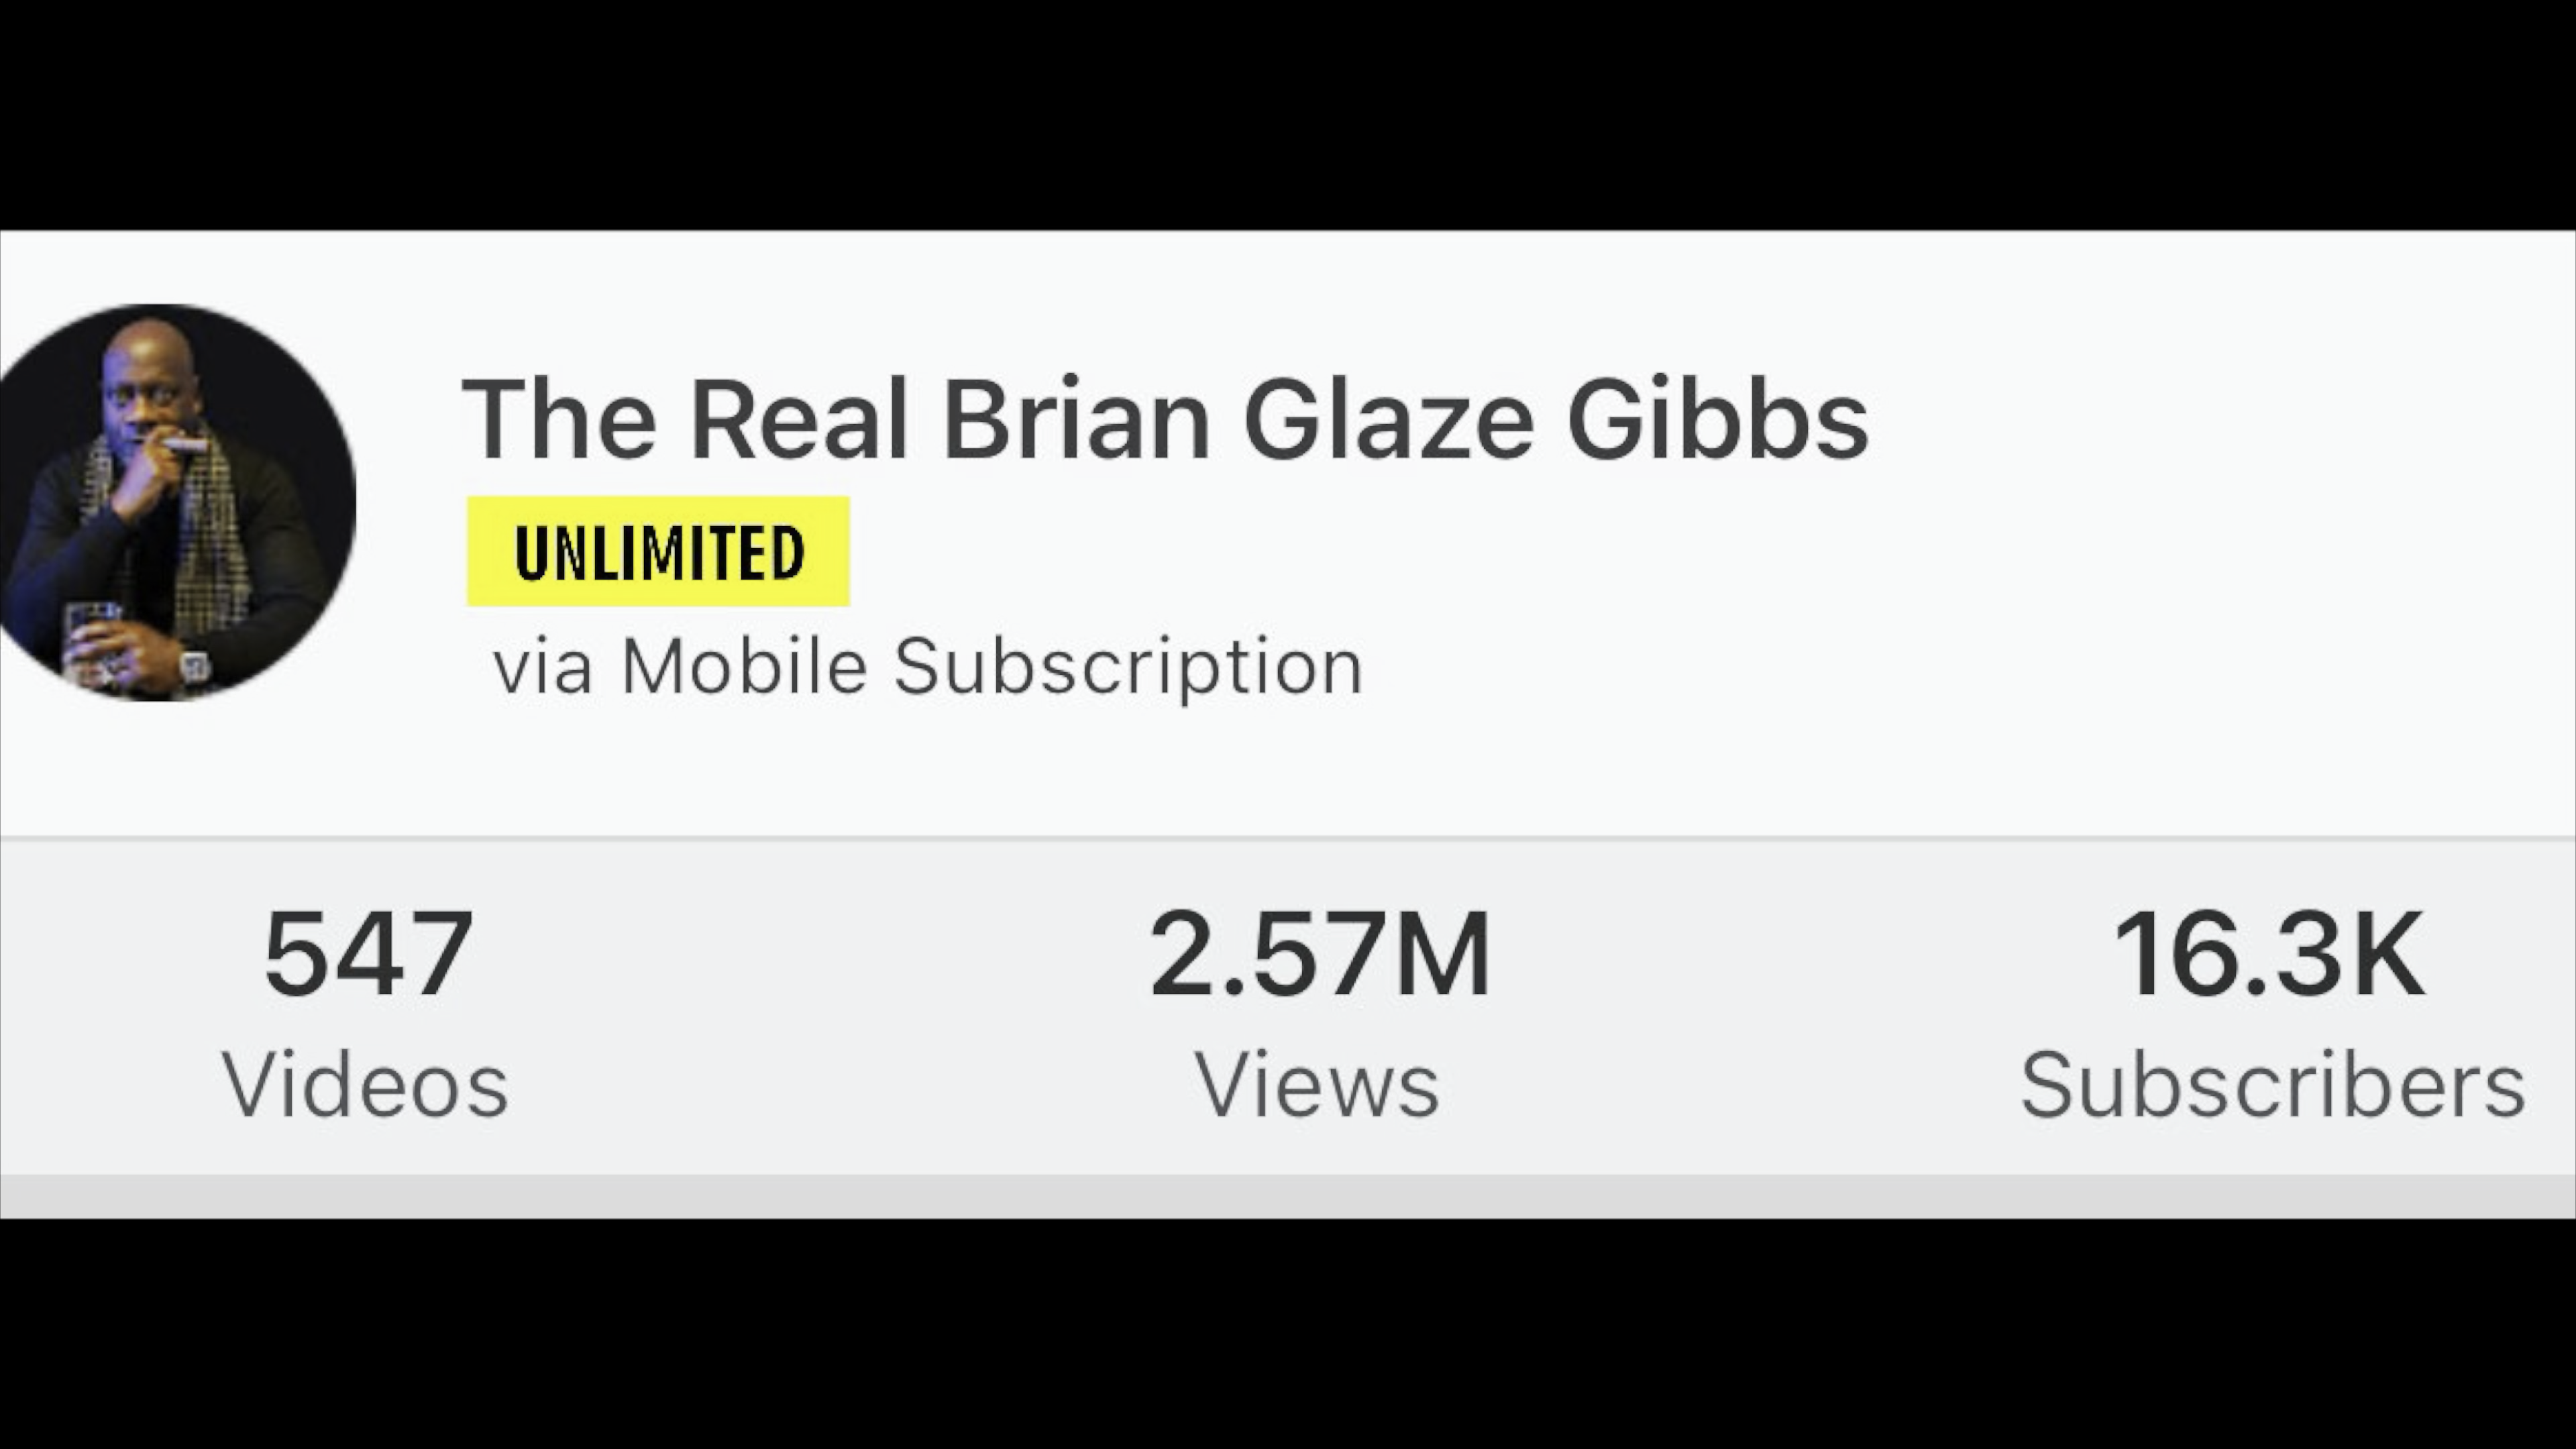 The Real Brian Glaze Gibbs
UNLIMITED
via Mobile Subscription
547
Videos
2.57M
Views
16.3K
Subscribers